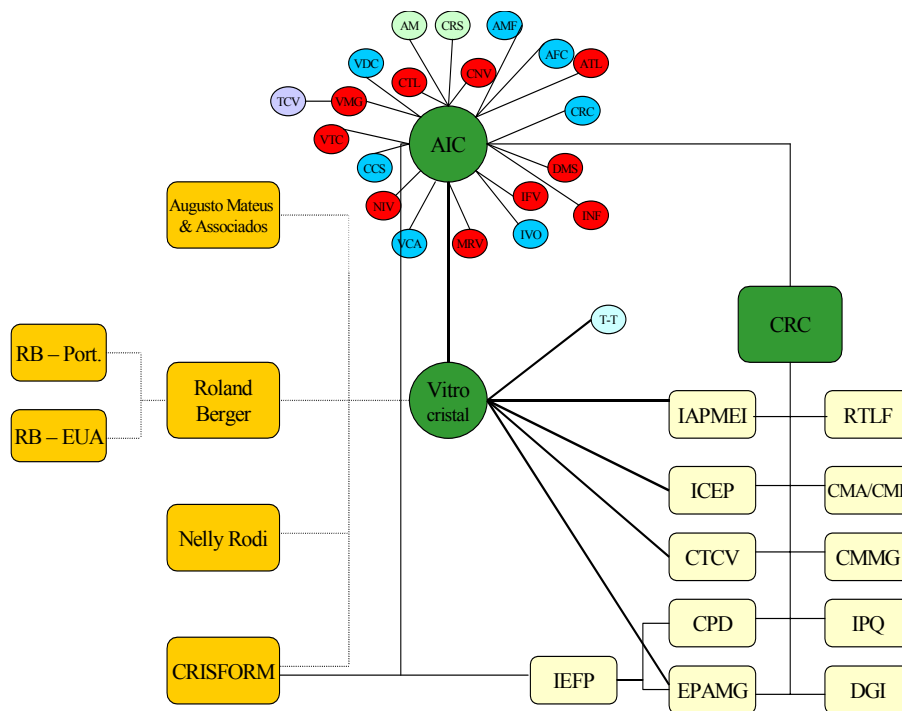 AM
CRS
AMF
VDC
AFC
ATL
CTL
CNV
TCV
VMG
CRC
VTC
AIC
CCS
DMS
Augusto Mateus
& Associados
NIV
IFV
INF
VCA
MRV
IVO
T-T
CRC
RB – Port.
Roland
Berger
Vitro
cristal
IAPMEI
RTLF
RB – EUA
ICEP
Nelly Rodi
CTCV
CMMG
CPD
IPQ
CRISFORM
IEFP
EPAMG
DGI